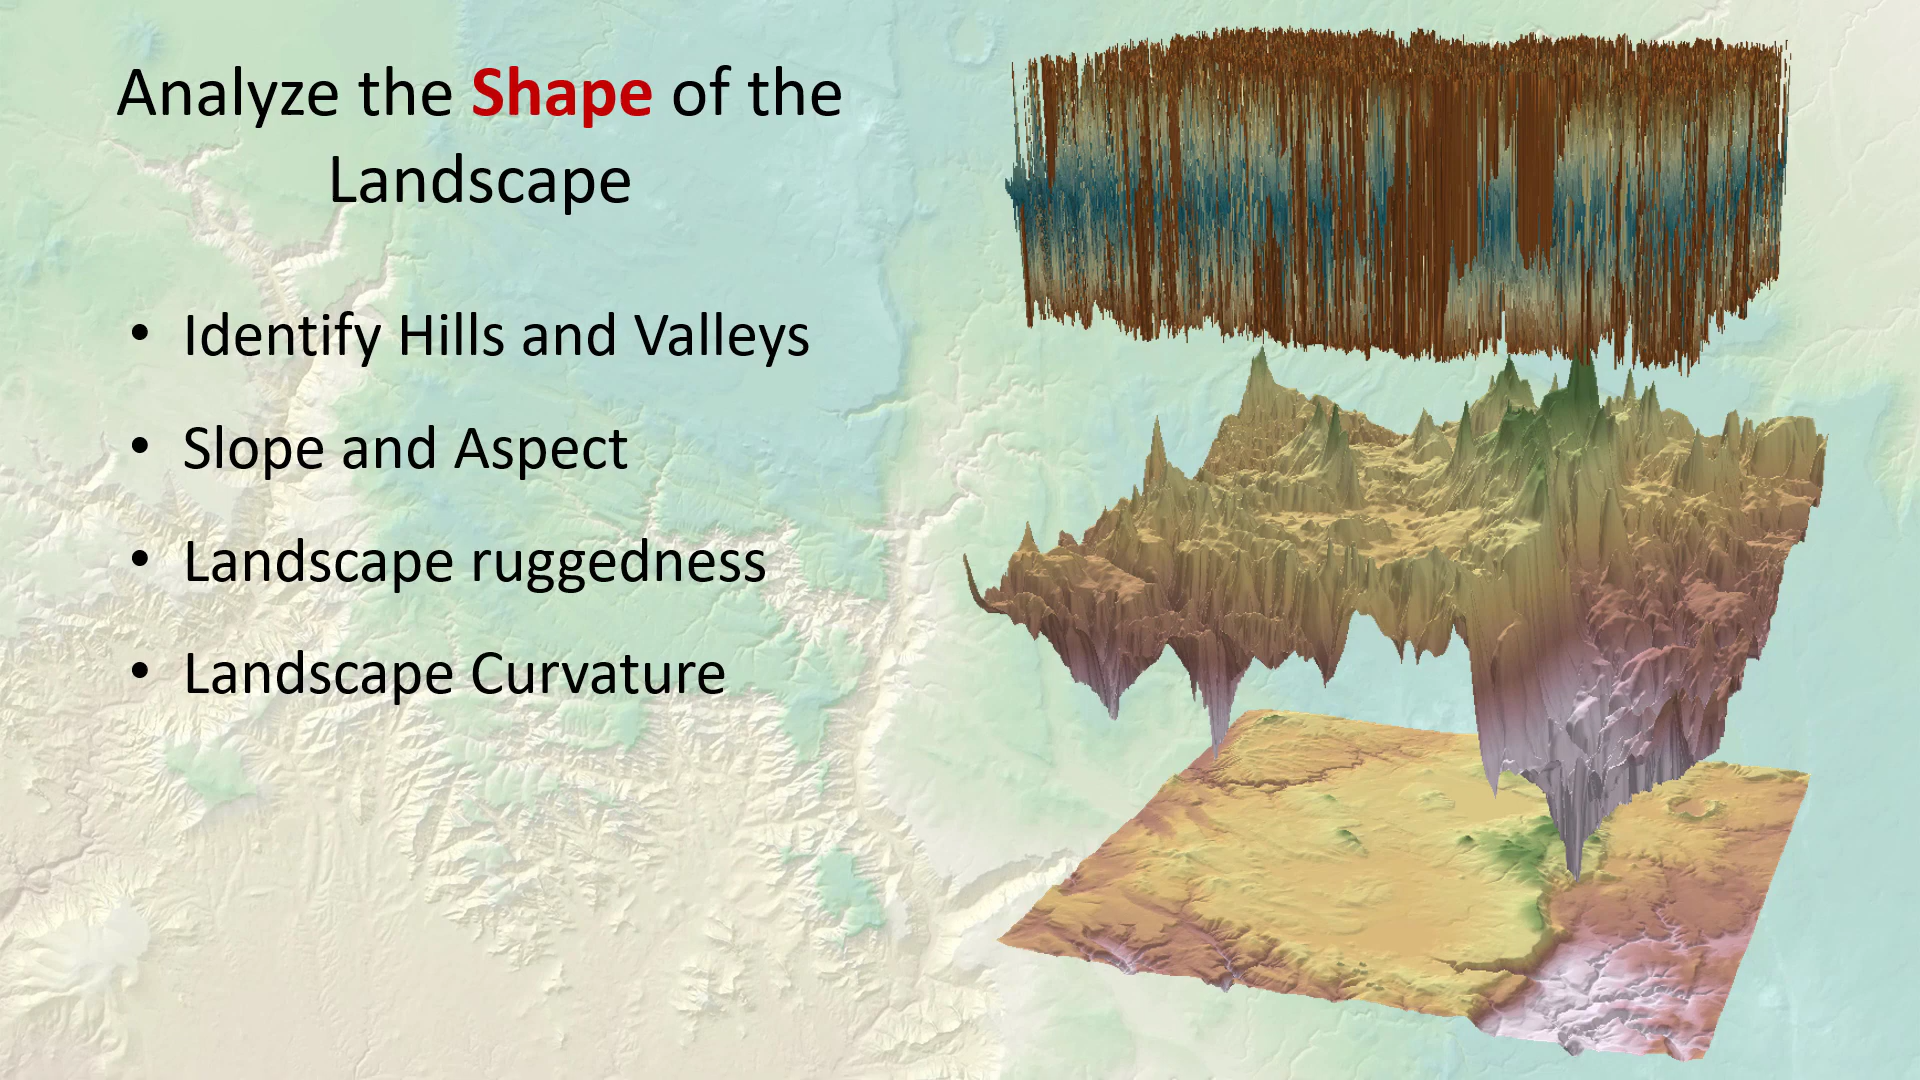 Analyze the Shape of the
Landscape
• Identify Hills and Valleys
• Slope and Aspect
• Landscape ruggedness
• Landscape Curvature